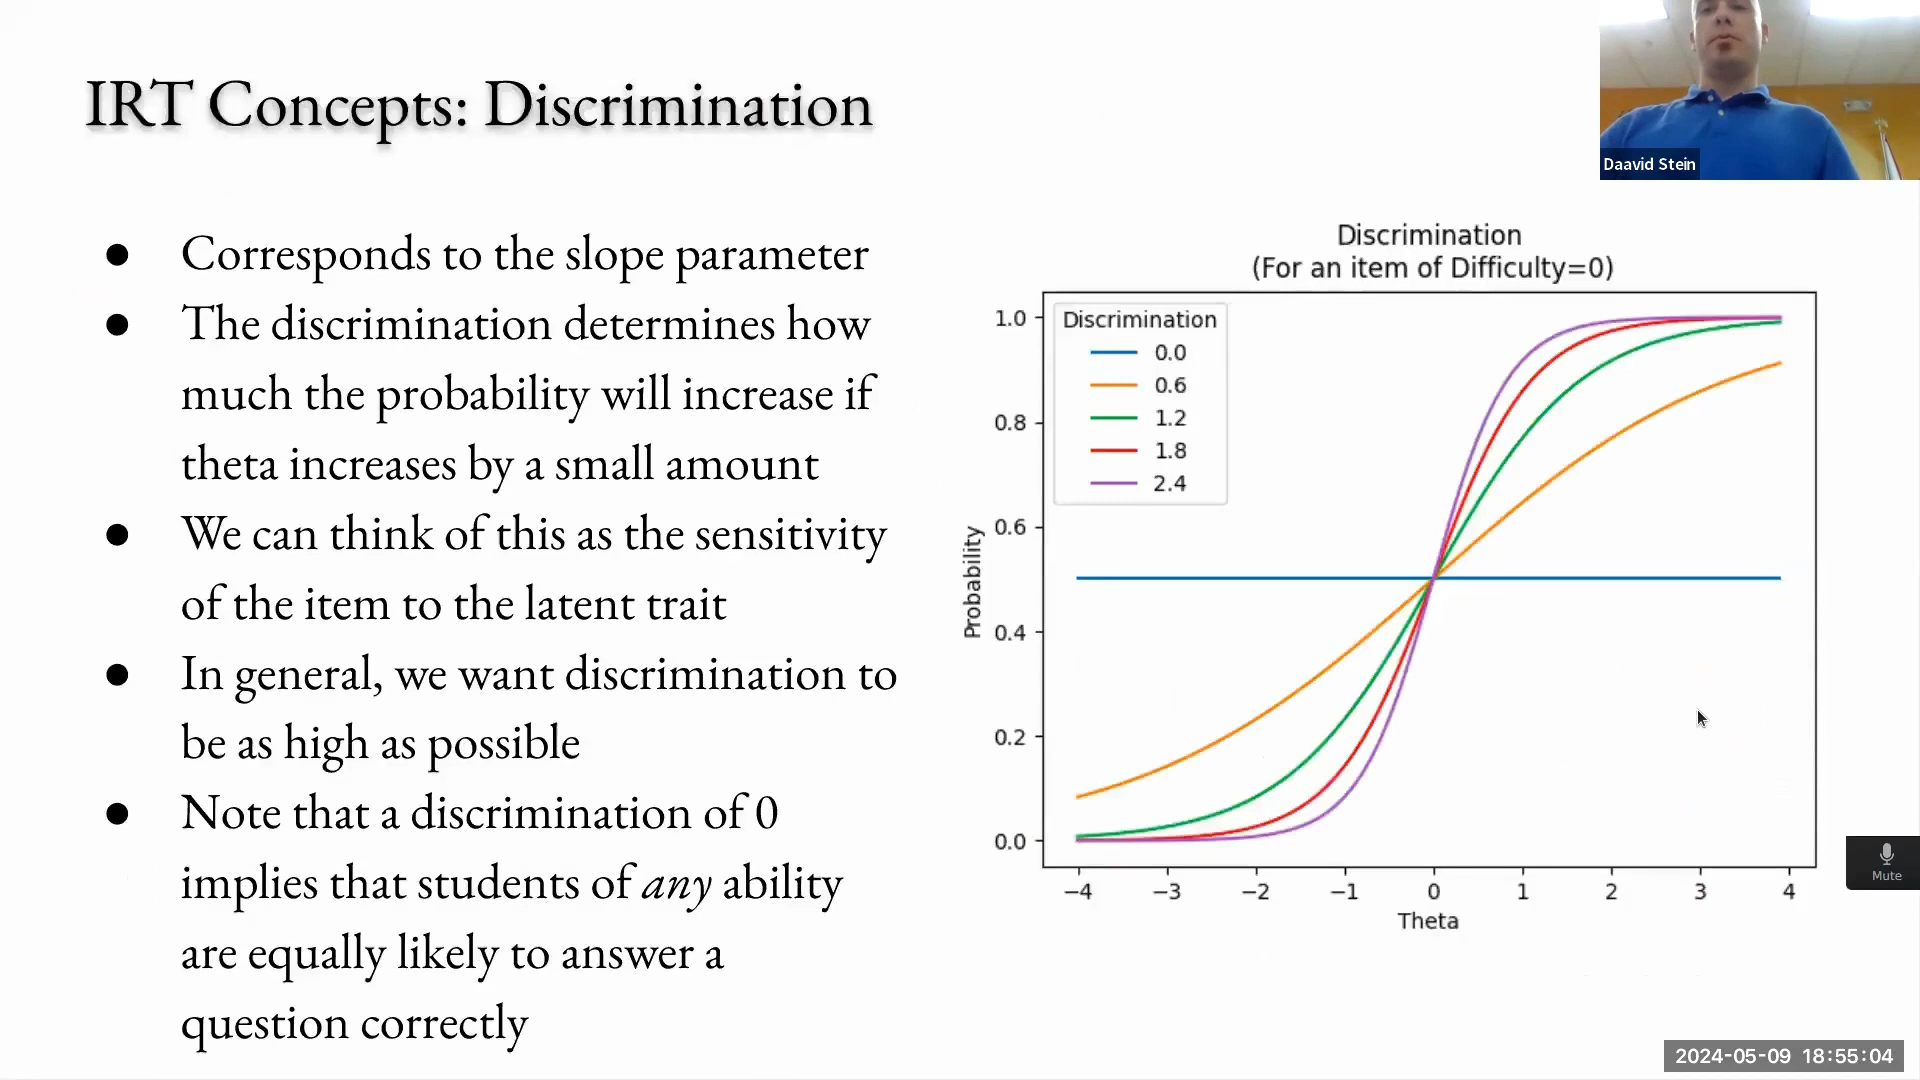 IRT Concepts: Discrimination
Daavid Stein
● Corresponds to the slope parameter
● The discrimination determines how
much the probability will increase if
theta increases by a small amount
● We can think of this as the sensitivity
of the item to the latent trait
● In general, we want discrimination to
be as high as possible
● Note that a discrimination of 0
implies that students of any ability
are equally likely to answer a
question correctly
Discrimination
(For an item of Difficulty=0)
Discrimination
0.0
0.6
1.2
1.8
2.4
Probability
1.0
0.8
0.6
0.4
0.2
0.0
−4 −3 −2 −1 0 1 2 3 4
Theta
Mute
2024-05-09 18:55:04